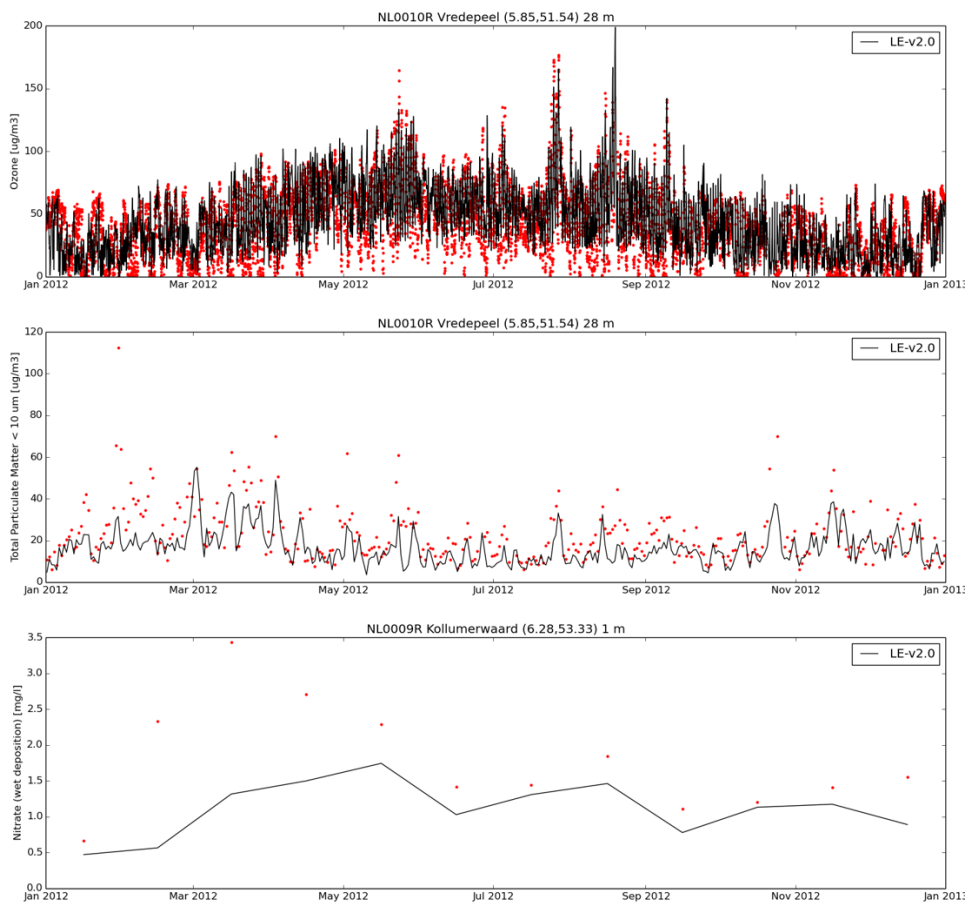 NL0010R Vredepeel (5.85,51.54) 28 m
LE-v2.0
Ozone [ug/m3]
200
150
100
50
0
Jan 2012 Mar 2012 May 2012 Jul 2012 Sep 2012 Nov 2012 Jan 2013
NL0010R Vredepeel (5.85,51.54) 28 m
LE-v2.0
Total Particulate Matter < 10 um [ug/m3]
120
100
80
60
40
20
0
Jan 2012 Mar 2012 May 2012 Jul 2012 Sep 2012 Nov 2012 Jan 2013
NL0009R Kollumerwaard (6.28,53.33) 1 m
LE-v2.0
Nitrate (wet deposition) [mg/l]
3.5
3.0
2.5
2.0
1.5
1.0
0.5
0.0
Jan 2012 Mar 2012 May 2012 Jul 2012 Sep 2012 Nov 2012 Jan 2013